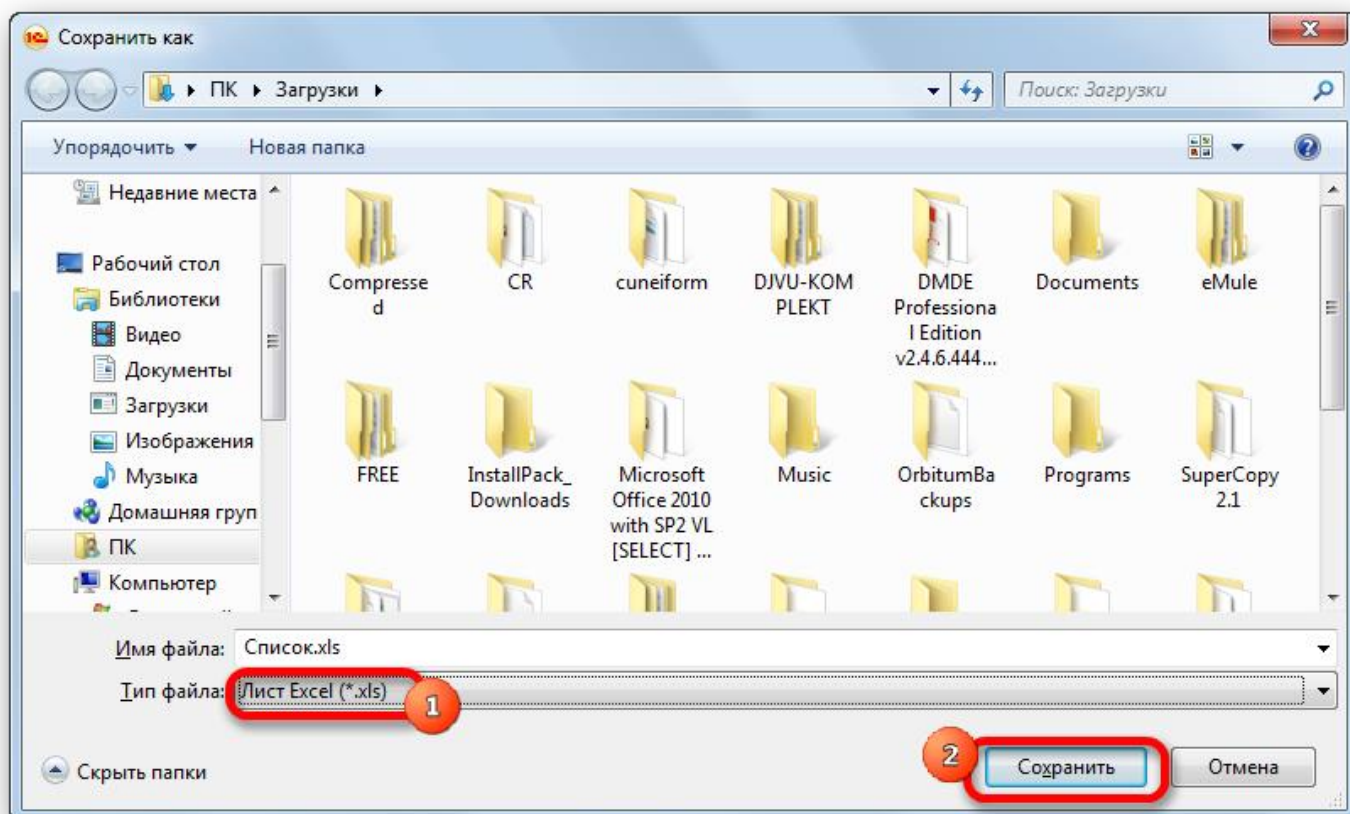 Сохранить как
ПК Загрузки
Поиск: Загрузки
Упорядочить
Новая папка
Недавние места
Рабочий стол
Библиотеки
Видео
Документы
Загрузки
Изображения
Музыка
Домашняя груп
ПК
Компьютер
Compresse
d
CR
cuneiform
DJVU-KOM
PLEKT
DMDE
Professiona
l Edition
v2.4.6.444...
Documents
eMule
FREE
InstallPack_
Downloads
Microsoft
Office 2010
with SP2 VL
[SELECT] ...
Music
OrbitumBa
ckups
Programs
SuperCopy
2.1
Имя файла: Список.xls
Тип файла: Лист Excel (*.xls)
1
Скрыть папки
2
Сохранить
Отмена